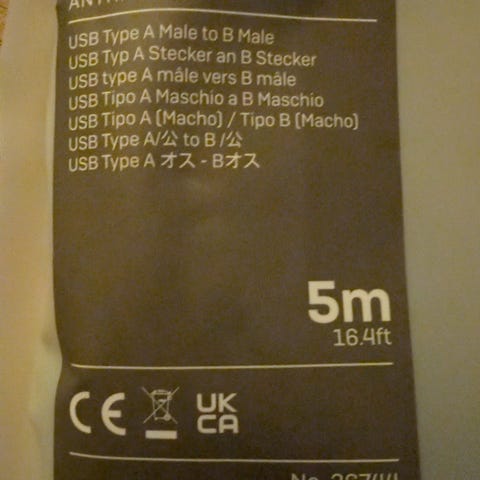 USB Type A Male to B Male
USB Typ A Stecker an B Stecker
USB type A mâle vers B mâle
USB Tipo A Maschio a B Maschio
USB Tipo A (Macho) / Tipo B (Macho)
USB Type A/公 to B /公
USB Type A オス - Bオス
5m
16.4ft
CE
UK
CA
No.